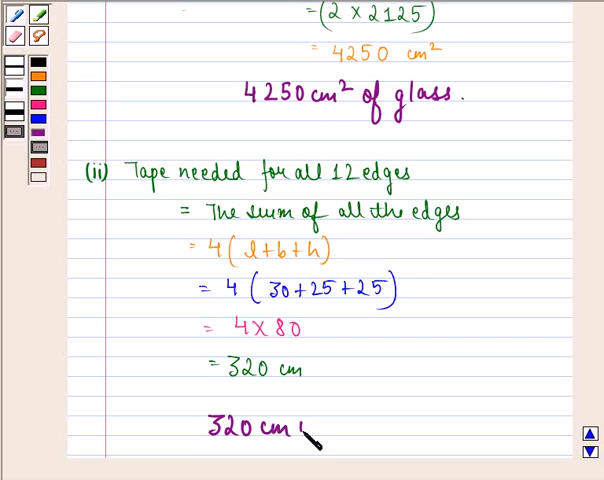 =(2 × 2125)
= 4250 cm²
4250 cm² of glass.
(ii) Tape needed for all 12 edges
= The sum of all the edges
= 4(l+b+h)
= 4 (30+25+25)
= 4×80
= 320 cm
320 cm